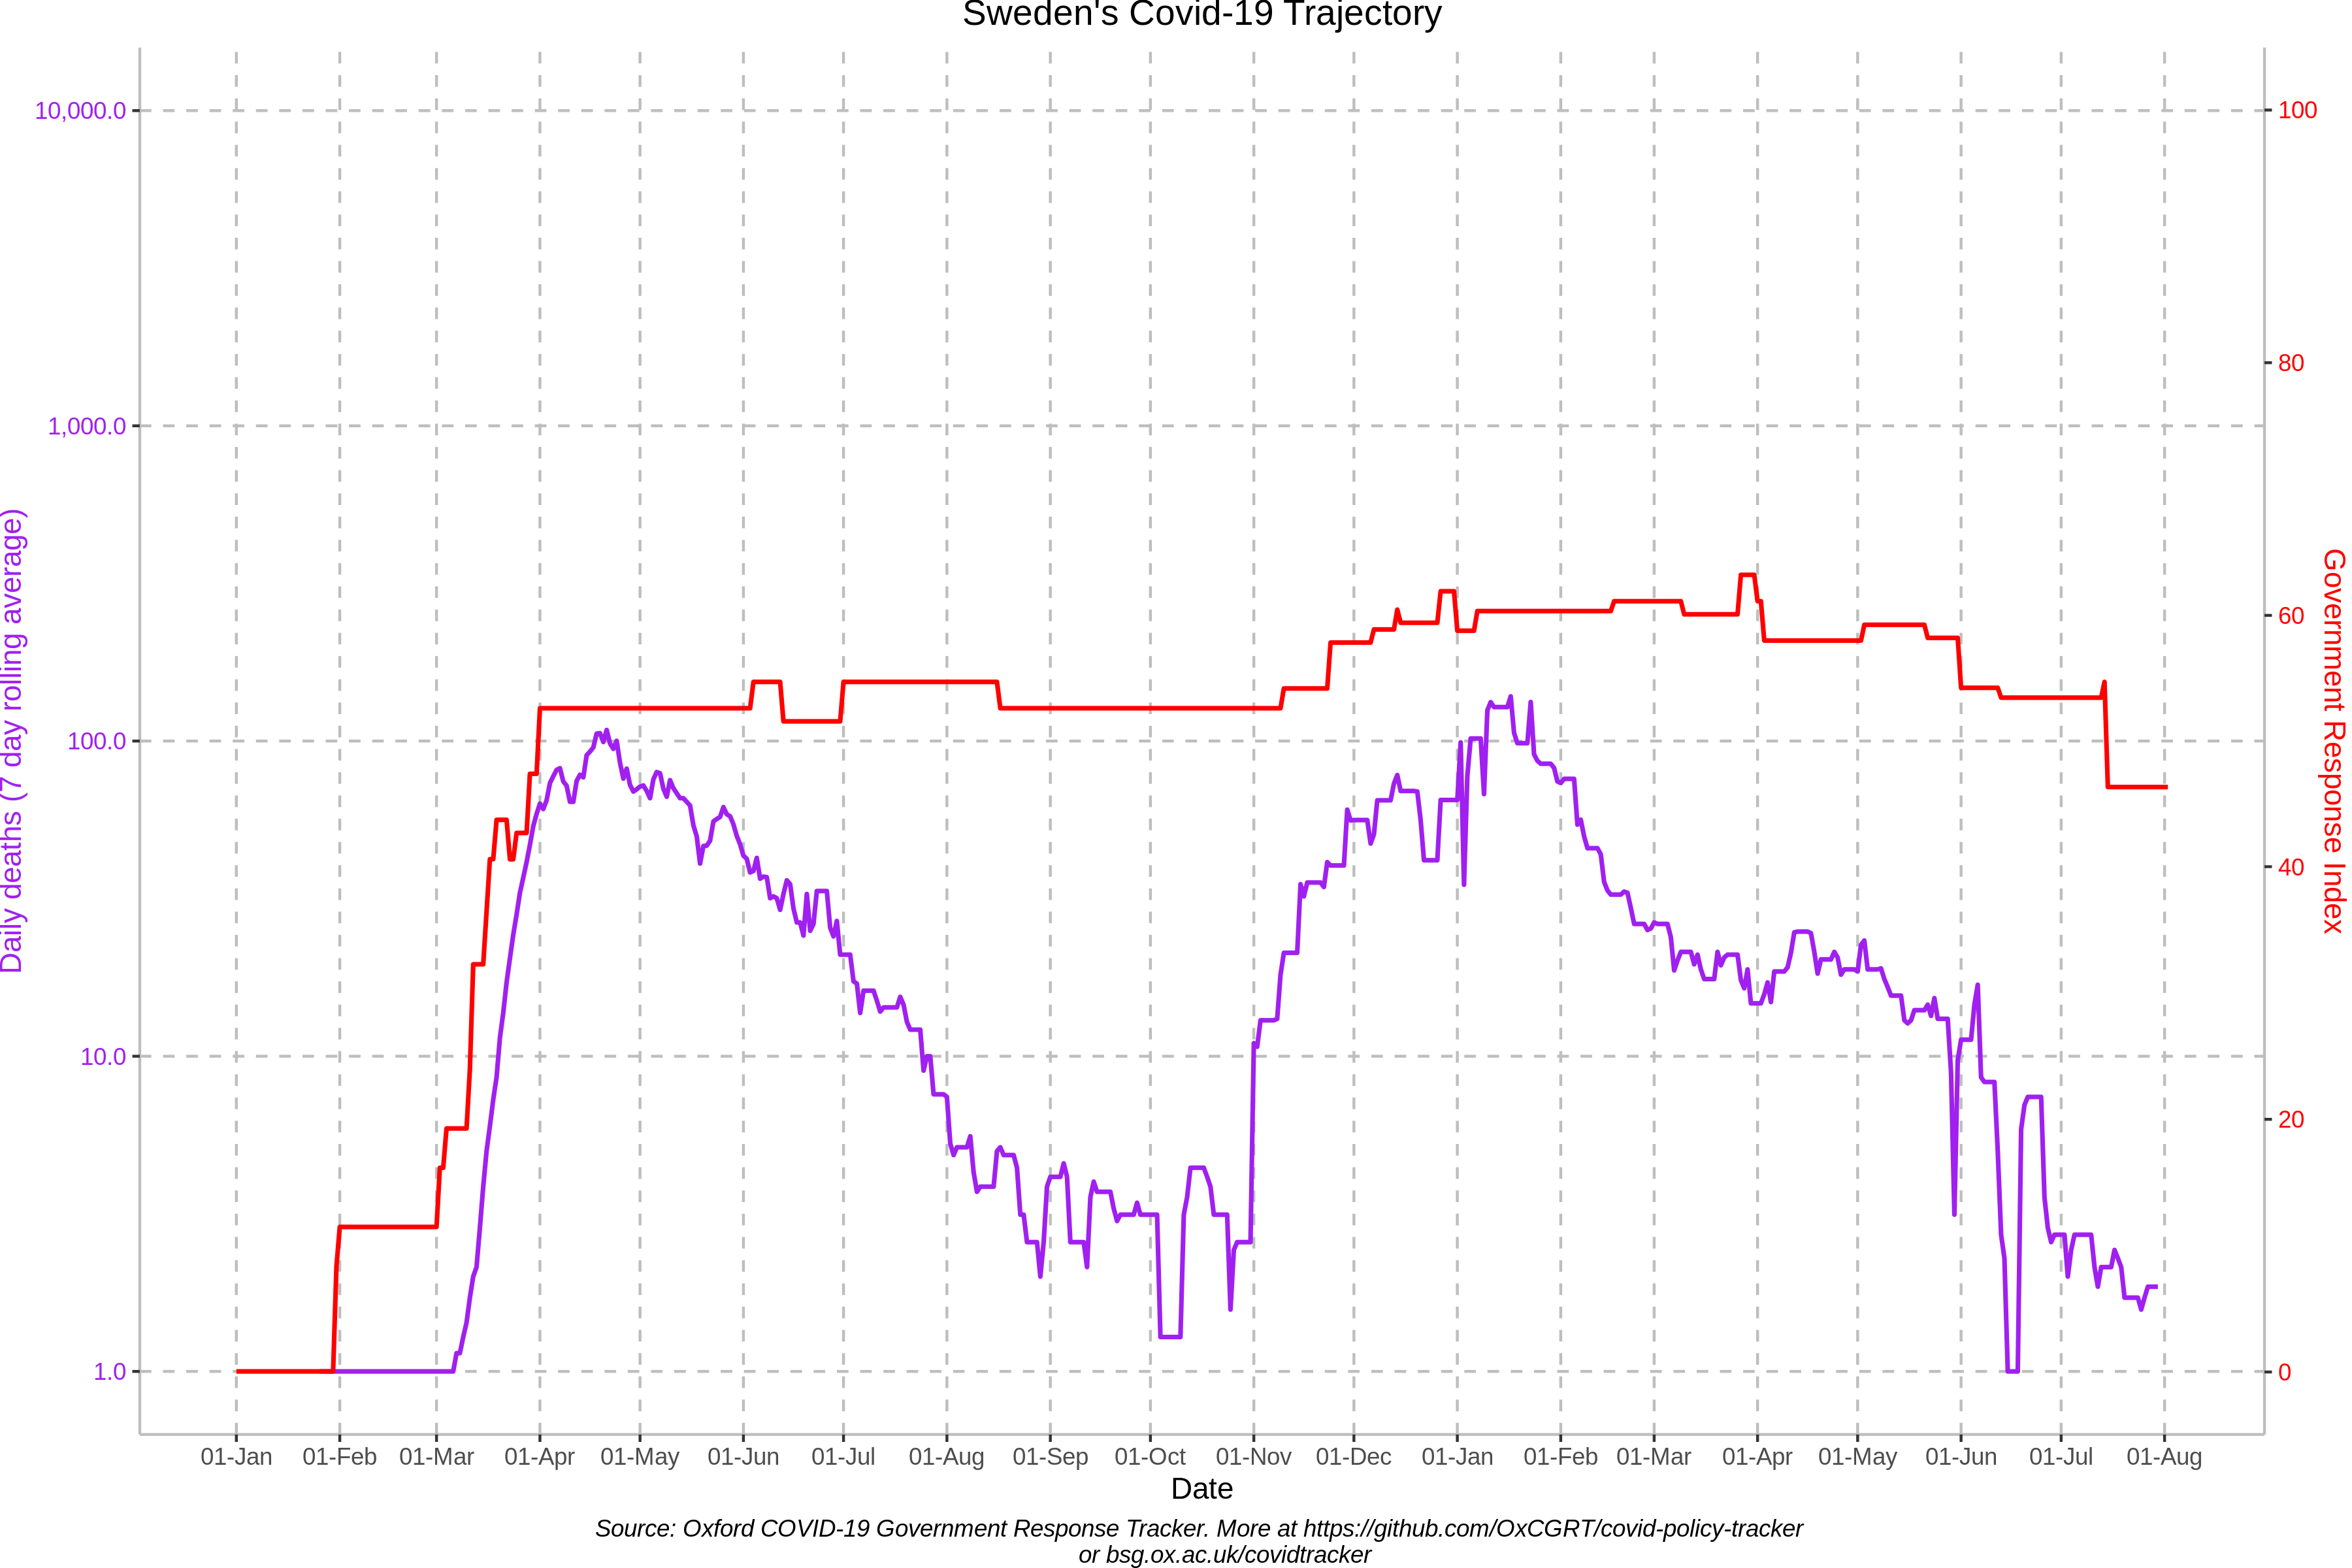 Sweden's Covid-19 Trajectory
10,000.0
1,000.0
100.0
10.0
1.0
Daily deaths (7 day rolling average)
100
80
60
40
20
0
Government Response Index
01-Jan 01-Feb 01-Mar 01-Apr 01-May 01-Jun 01-Jul 01-Aug 01-Sep 01-Oct 01-Nov 01-Dec 01-Jan 01-Feb 01-Mar 01-Apr 01-May 01-Jun 01-Jul 01-Aug
Date
Source: Oxford COVID-19 Government Response Tracker. More at https://github.com/OxCGRT/covid-policy-tracker
or bsg.ox.ac.uk/covidtracker